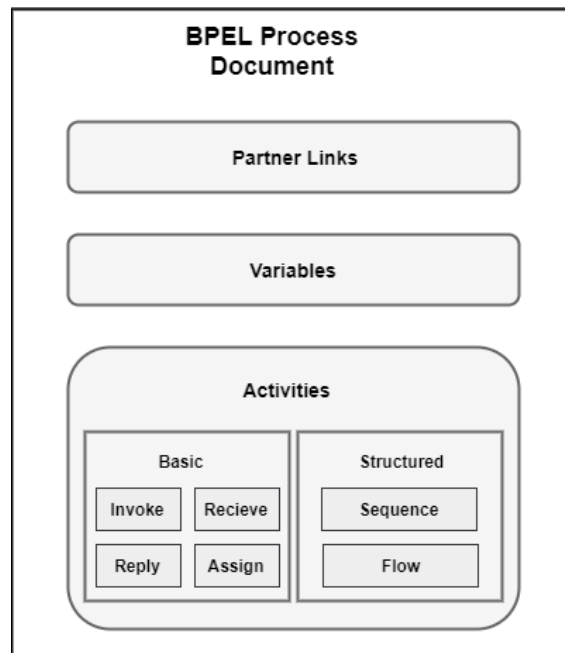 BPEL Process
Document
Partner Links
Variables
Activities
Basic
Structured
Invoke
Recieve
Sequence
Reply
Assign
Flow